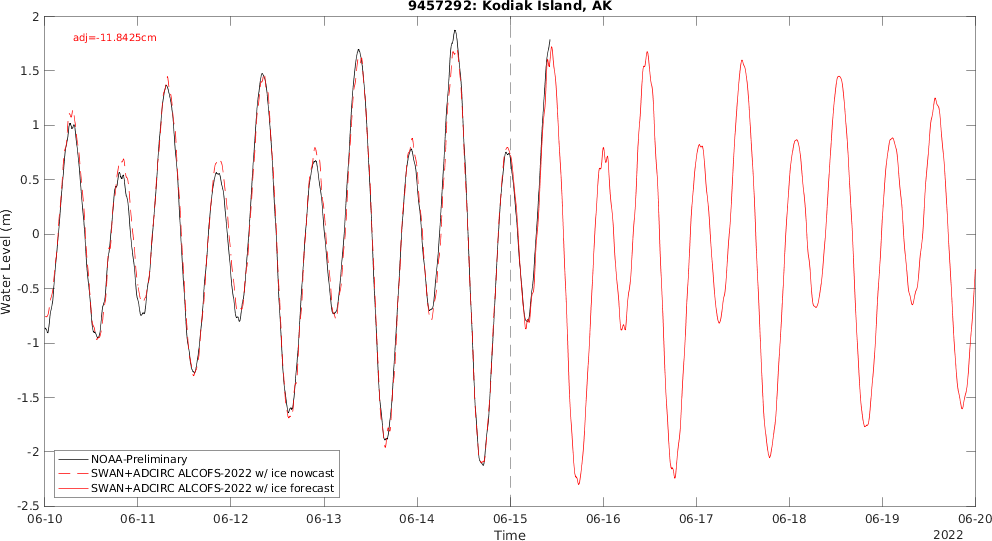 9457292: Kodiak Island, AK
adj=-11.8425cm
Water Level (m)
2
1.5
1
0.5
0
-0.5
-1
-1.5
-2
-2.5
NOAA-Preliminary
SWAN+ADCIRC ALCOFS-2022 w/ ice nowcast
SWAN+ADCIRC ALCOFS-2022 w/ ice forecast
06-10 06-11 06-12 06-13 06-14 06-15 06-16 06-17 06-18 06-19 06-20
Time
2022